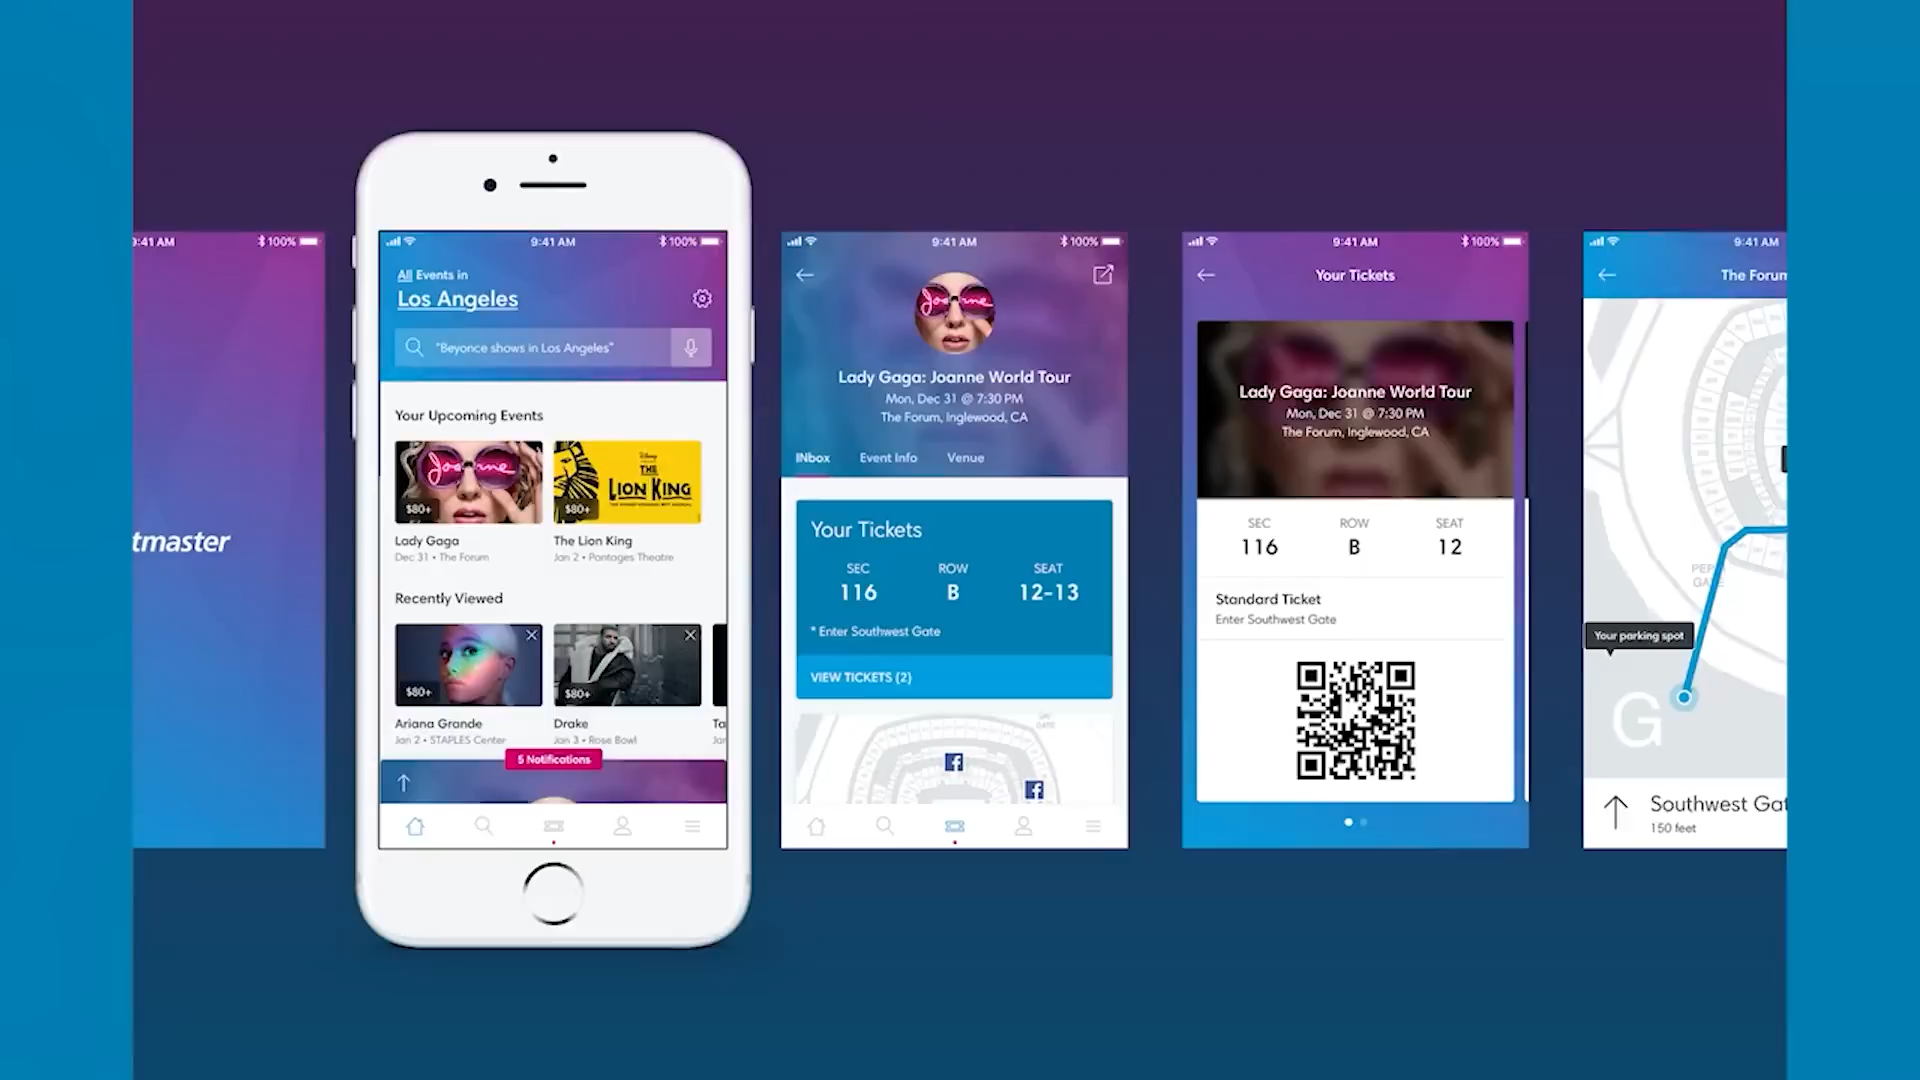 9:41 AM 100%
tmaster
9:41 AM 100%
All Events in
Los Angeles
"Beyonce shows in Los Angeles"
Your Upcoming Events
Joanne
$80+
Disney
THE
LION KING
$80+
Lady Gaga
Dec 31 • The Forum
The Lion King
Jan 2 • Pantages Theatre
Recently Viewed
$80+
$80+
Ariana Grande
Jan 2 • STAPLES Center
Drake
Jan 3 • Rose Bowl
Ta
Jan
5 Notifications
9:41 AM 100%
Joanne
Lady Gaga: Joanne World Tour
Mon, Dec 31 @ 7:30 PM
The Forum, Inglewood, CA
INbox Event Info Venue
Your Tickets
SEC ROW SEAT
116 B 12-13
* Enter Southwest Gate
VIEW TICKETS (2)
GATE
9:41 AM 100%
Your Tickets
Lady Gaga: Joanne World Tour
Mon, Dec 31 @ 7:30 PM
The Forum, Inglewood, CA
SEC ROW SEAT
116 B 12
Standard Ticket
Enter Southwest Gate
9:41 AM
The Forum
Your parking spot
G
Southwest Gat
150 feet